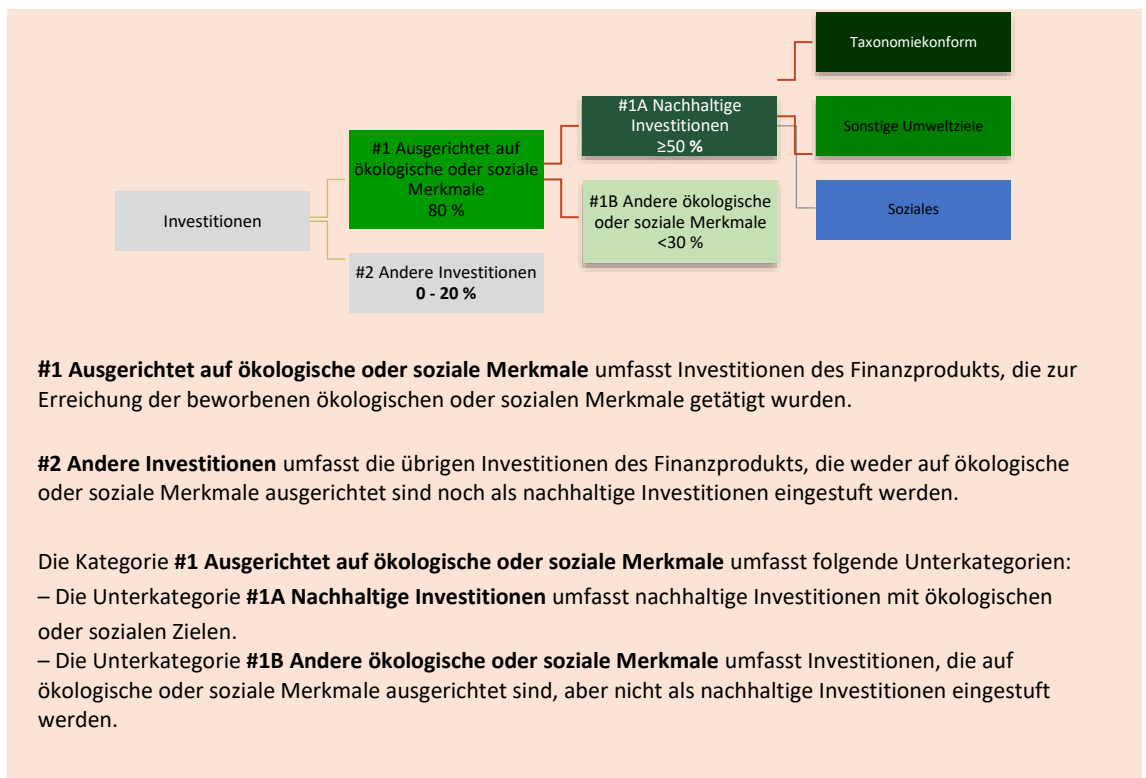 Taxonomiekonform
#1A Nachhaltige
Investitionen
≥50 %
Sonstige Umweltziele
#1 Ausgerichtet auf
ökologische oder soziale
Merkmale
80 %
#1B Andere ökologische
oder soziale Merkmale
<30 %
Soziales
Investitionen
#2 Andere Investitionen
0 - 20 %
#1 Ausgerichtet auf ökologische oder soziale Merkmale umfasst Investitionen des Finanzprodukts, die zur
Erreichung der beworbenen ökologischen oder sozialen Merkmale getätigt wurden.
#2 Andere Investitionen umfasst die übrigen Investitionen des Finanzprodukts, die weder auf ökologische
oder soziale Merkmale ausgerichtet sind noch als nachhaltige Investitionen eingestuft werden.
Die Kategorie #1 Ausgerichtet auf ökologische oder soziale Merkmale umfasst folgende Unterkategorien:
– Die Unterkategorie #1A Nachhaltige Investitionen umfasst nachhaltige Investitionen mit ökologischen
oder sozialen Zielen.
– Die Unterkategorie #1B Andere ökologische oder soziale Merkmale umfasst Investitionen, die auf
ökologische oder soziale Merkmale ausgerichtet sind, aber nicht als nachhaltige Investitionen eingestuft
werden.